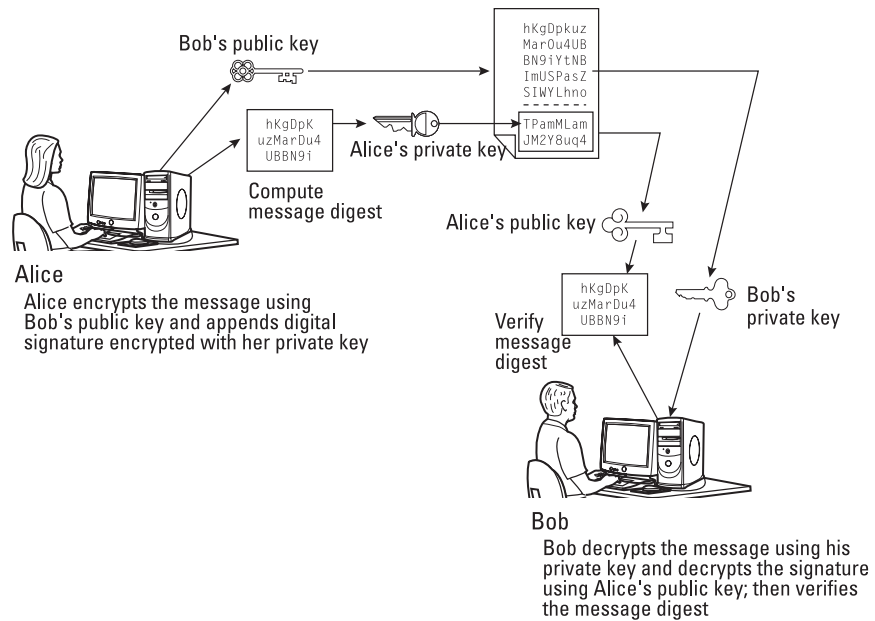 Bob's public key
hKgDpkuz
MarOu4UB
BN9iYtNB
ImUSPasZ
SIWYLhno
TPamMLam
JM2Y8uq4
hKgDpK
uzMarDu4
UBBN9i
Alice's private key
Compute
message digest
Alice's public key
Alice
Alice encrypts the message using
Bob's public key and appends digital
signature encrypted with her private key
hKgDpK
uzMarDu4
UBBN9i
Verify
message
digest
Bob's
private key
Bob
Bob decrypts the message using his
private key and decrypts the signature
using Alice's public key; then verifies
the message digest